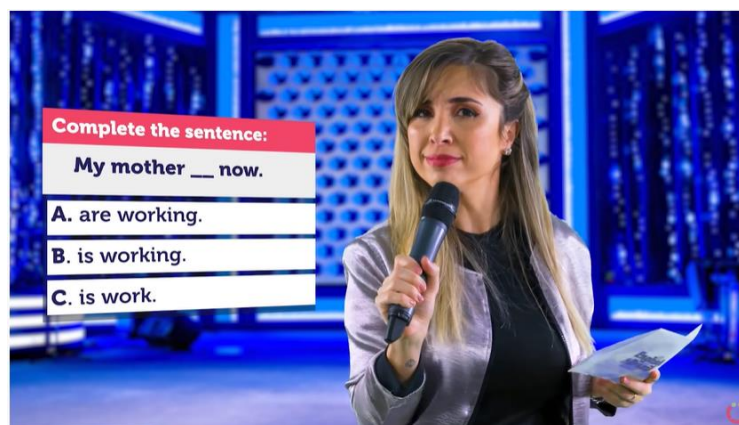 Complete the sentence:
My mother __ now.
A. are working.
B. is working.
C. is work.